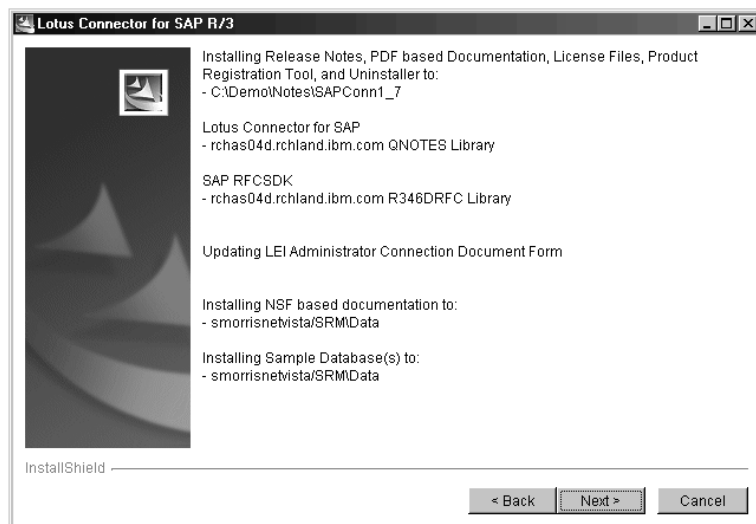 Lotus Connector for SAP R/3
Installing Release Notes, PDF based Documentation, License Files, Product
Registration Tool, and Uninstaller to:
- C:\Demo\Notes\SAPConn1_7
Lotus Connector for SAP
- rchas04d.rchland.ibm.com QNOTES Library
SAP RFCSDK
- rchas04d.rchland.ibm.com R346DRFC Library
Updating LEI Administrator Connection Document Form
Installing NSF based documentation to:
- smorrisnetvista/SRM\Data
Installing Sample Database(s) to:
- smorrisnetvista/SRM\Data
InstallShield
< Back
Next >
Cancel